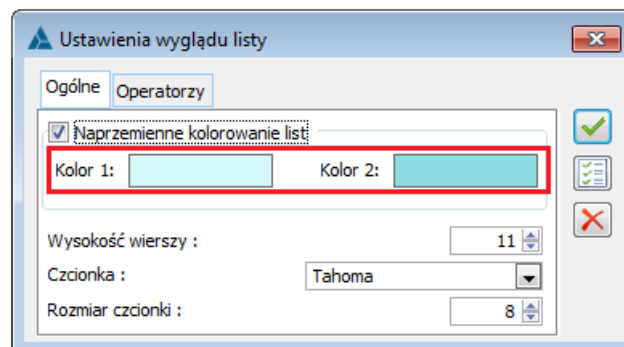 Ustawienia wyglądu listy
Ogólne Operatorzy
Naprzemienne kolorowanie list
Kolor 1: Kolor 2:
Wysokość wierszy : 11
Czcionka : Tahoma
Rozmiar czcionki : 8